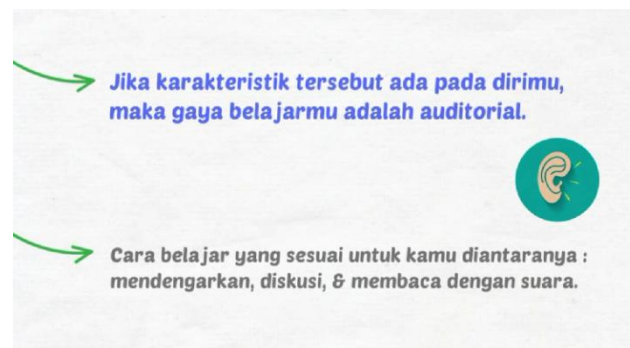 Jika karakteristik tersebut ada pada dirimu,
maka gaya belajarmu adalah auditorial.
Cara belajar yang sesuai untuk kamu diantaranya :
mendengarkan, diskusi, & membaca dengan suara.